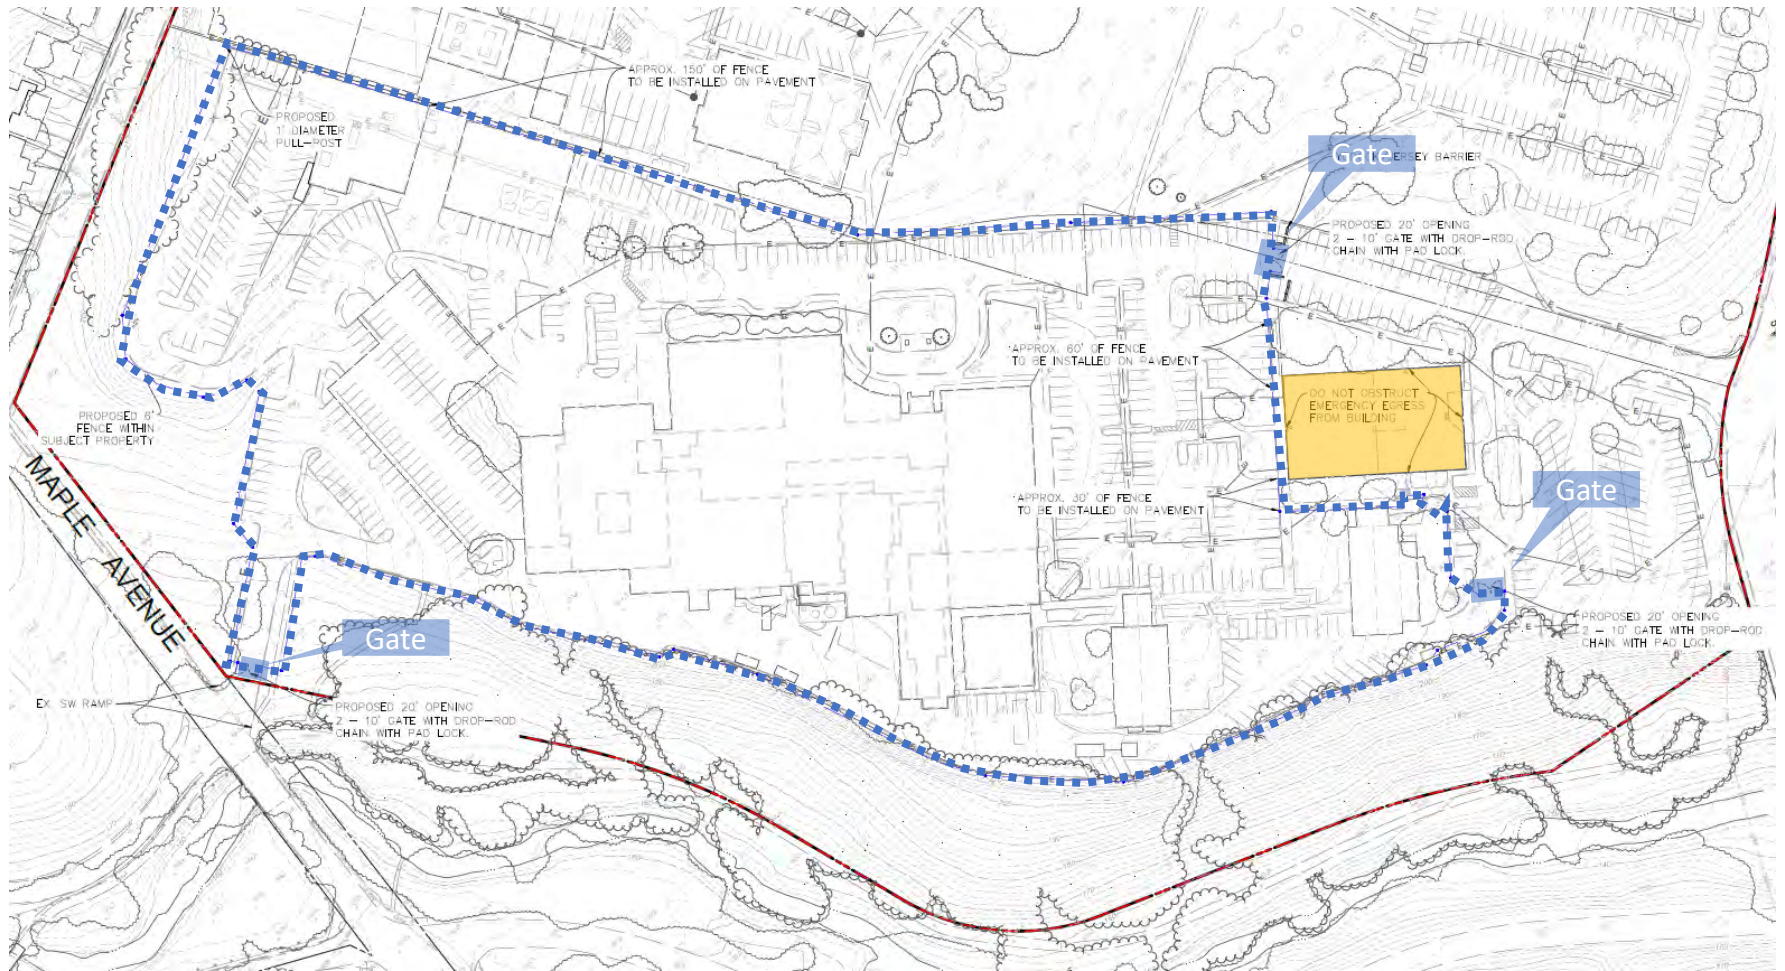 APPROX. 150' OF FENCE
TO BE INSTALLED ON PAVEMENT
PROPOSED
1' DIAMETER
PULL-POST
Gate
JERSEY BARRIER
PROPOSED 20' OPENING
2 - 10' GATE WITH DROP-ROD
CHAIN WITH PAD LOCK.
APPROX. 60' OF FENCE
TO BE INSTALLED ON PAVEMENT
DO NOT OBSTRUCT
EMERGENCY EGRESS
FROM BUILDING
PROPOSED 6'
FENCE WITHIN
SUBJECT PROPERTY
MAPLE AVENUE
APPROX. 30' OF FENCE
TO BE INSTALLED ON PAVEMENT
Gate
PROPOSED 20' OPENING
2 - 10' GATE WITH DROP-ROD
CHAIN WITH PAD LOCK.
Gate
EX. SW RAMP
PROPOSED 20' OPENING
2 - 10' GATE WITH DROP-ROD
CHAIN WITH PAD LOCK.